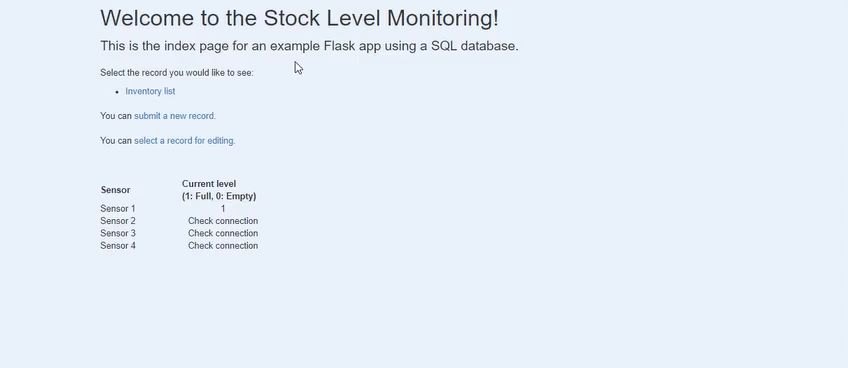 Welcome to the Stock Level Monitoring!
This is the index page for an example Flask app using a SQL database.
Select the record you would like to see:
• Inventory list
You can submit a new record.
You can select a record for editing.
Sensor Current level
(1: Full, 0: Empty)
Sensor 1 1
Sensor 2 Check connection
Sensor 3 Check connection
Sensor 4 Check connection